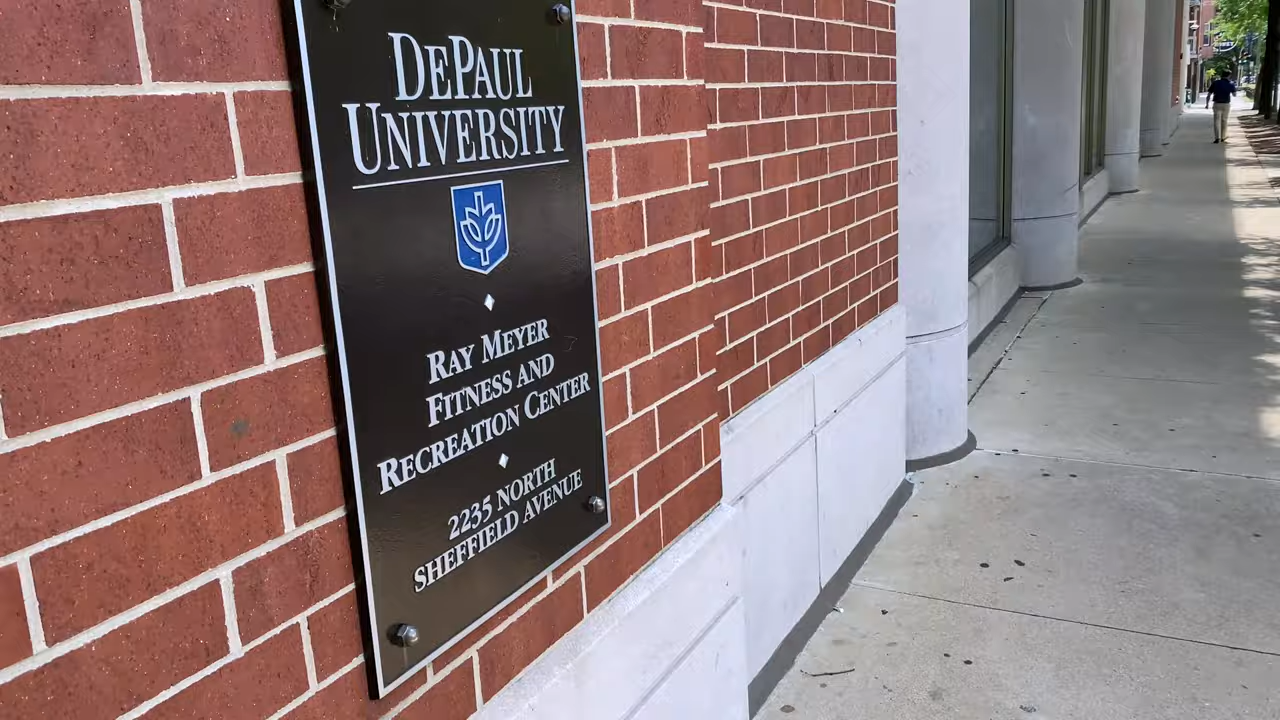 DEPAUL
UNIVERSITY
RAY MEYER
FITNESS AND
RECREATION CENTER
2235 NORTH
SHEFFIELD AVENUE